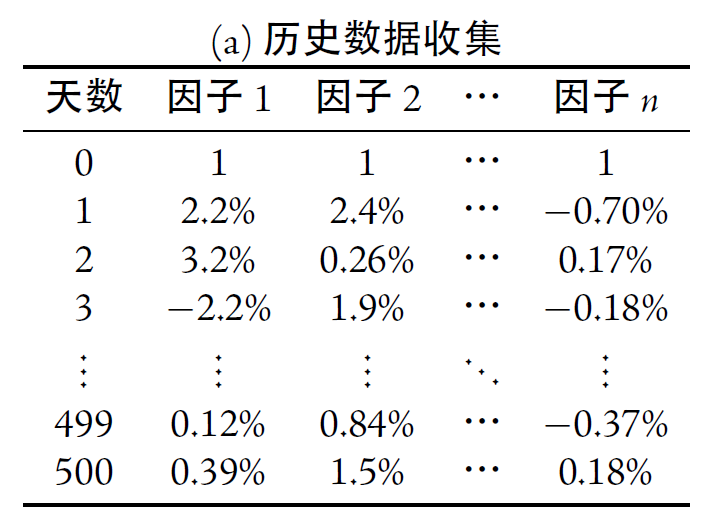 (a) 历史数据收集
天数 因子 1 因子 2 ⋯ 因子 n
0 1 1 ⋯ 1
1 2.2% 2.4% ⋯ −0.70%
2 3.2% 0.26% ⋯ 0.17%
3 −2.2% 1.9% ⋯ −0.18%
⋮ ⋮ ⋮ ⋱ ⋮
499 0.12% 0.84% ⋯ −0.37%
500 0.39% 1.5% ⋯ 0.18%